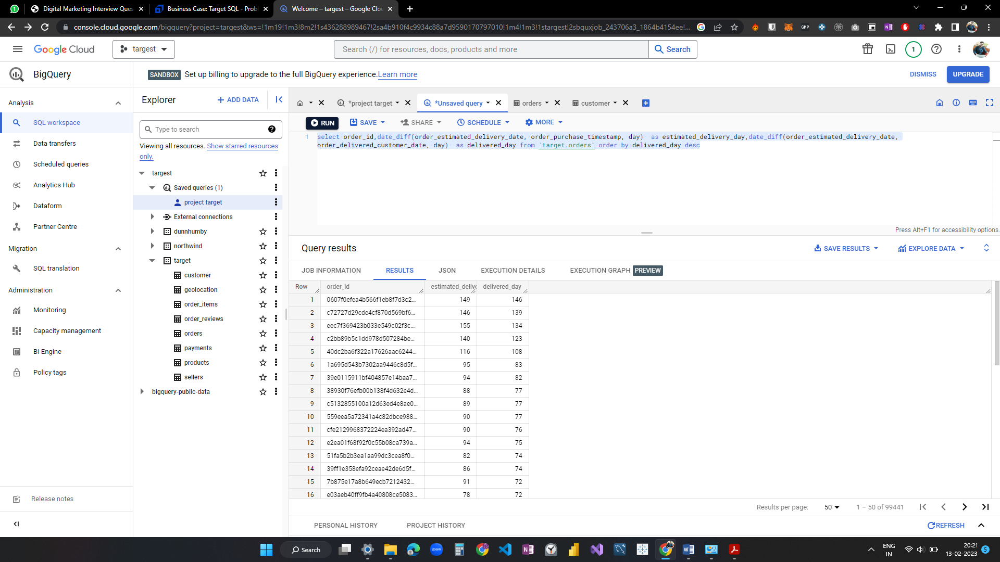 Digital Marketing Interview Ques
Business Case: Target SQL - Prob
Welcome – targest – Google Clou
console.cloud.google.com/bigquery?project=targest&ws=!1m19!1m3!8m2!1s436288989467!2sa4b910f4c9934c88a7d9590170797010!1m4!1m3!1stargest!2sbquxjob_243706a3_1864b4154ee!...
Google Cloud
targest
Search (/) for resources, docs, products and more
Search
1
BigQuery
SANDBOX Set up billing to upgrade to the full BigQuery experience. Learn more
DISMISS
UPGRADE
Analysis
SQL workspace
Data transfers
Scheduled queries
Analytics Hub
Dataform
Partner Centre
Migration
SQL translation
Administration
Monitoring
Capacity management
BI Engine
Policy tags
Release notes
Explorer
ADD DATA
Type to search
Viewing all resources. Show starred resources
only.
targest
Saved queries (1)
project target
External connections
dunnhumby
northwind
target
customer
geolocation
order_items
order_reviews
orders
payments
products
sellers
bigquery-public-data
*project target
*Unsaved query
orders
customer
RUN
SAVE
SHARE
SCHEDULE
MORE
1 select order_id,date_diff(order_estimated_delivery_date, order_purchase_timestamp, day) as estimated_delivery_day,date_diff(order_estimated_delivery_date,
order_delivered_customer_date, day) as delivered_day from `target.orders` order by delivered_day desc
Press Alt+F1 for accessibility options.
Query results
SAVE RESULTS
EXPLORE DATA
JOB INFORMATION RESULTS JSON EXECUTION DETAILS EXECUTION GRAPH PREVIEW
Row order_id estimated_delive delivered_day
1 0607f0efea4b566f1eb8f7d3c2... 149 146
2 c72727d29cde4cf870d569bf6... 146 139
3 eec7f369423b033e549c02f3c... 155 134
4 c2bb89b5c1dd978d507284be... 140 123
5 40dc2ba6f322a17626aac6244... 116 108
6 1a695d543b7302aa9446c8d5f... 95 83
7 39e0115911bf404857e14baa7... 94 82
8 38930f76efb00b138f4d632e4d... 88 77
9 c5132855100a12d63ed4e8ae0... 89 77
10 559eea5a72341a4c82dbce988... 90 77
11 cfe2129968372224ea392ad47... 90 76
12 e2ea01f68f92f0c55b08ca739a... 94 75
13 51fa5b2b3ea1aa99dc3cea8f0... 82 74
14 39ff1e358efa92ceae42de6d5f... 86 74
15 7b875e17a8b649ecb7212432... 91 72
16 e03aeb40ff9fb4a40808ce5083... 78 72
Results per page: 50 1 – 50 of 99441
PERSONAL HISTORY PROJECT HISTORY
REFRESH
Search
zoom
ENG
IN
20:21
13-02-2023
5